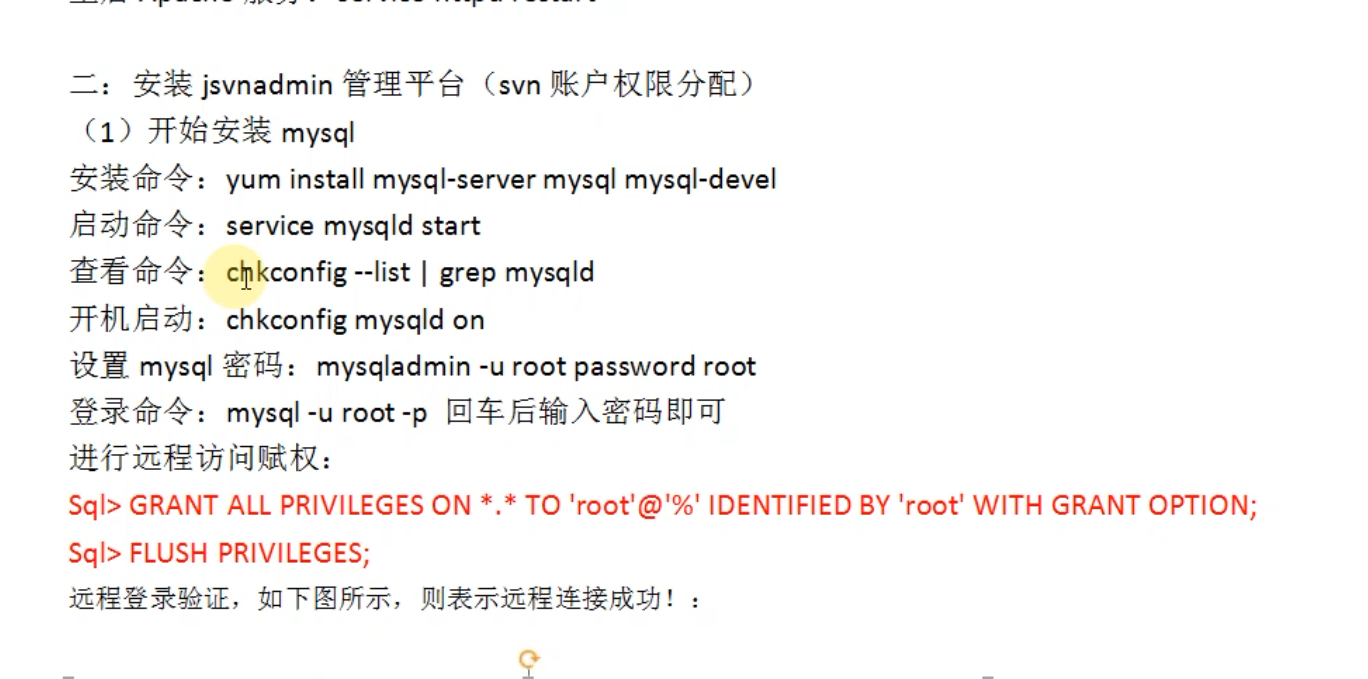 二：安装 jsvnadmin 管理平台（svn 账户权限分配）
（1）开始安装 mysql
安装命令：yum install mysql-server mysql mysql-devel
启动命令：service mysqld start
查看命令：chkconfig --list | grep mysqld
开机启动：chkconfig mysqld on
设置 mysql 密码：mysqladmin -u root password root
登录命令：mysql -u root -p 回车后输入密码即可
进行远程访问赋权：
Sql> GRANT ALL PRIVILEGES ON *.* TO 'root'@'%' IDENTIFIED BY 'root' WITH GRANT OPTION;
Sql> FLUSH PRIVILEGES;
远程登录验证，如下图所示，则表示远程连接成功！：